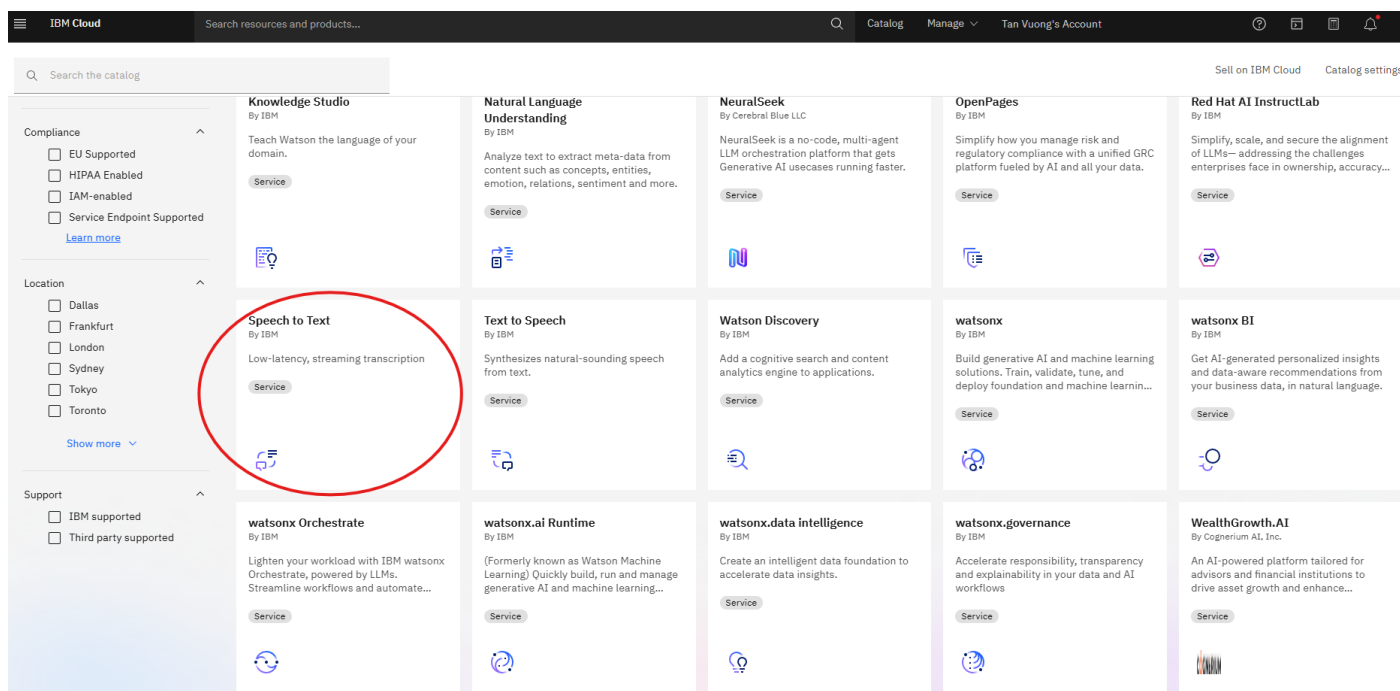 IBM Cloud
Search resources and products...
Catalog
Manage
Tan Vuong's Account
Search the catalog
Sell on IBM Cloud
Catalog settings
Compliance
EU Supported
HIPAA Enabled
IAM-enabled
Service Endpoint Supported
Learn more
Location
Dallas
Frankfurt
London
Sydney
Tokyo
Toronto
Show more
Support
IBM supported
Third party supported
Knowledge Studio
By IBM
Teach Watson the language of your
domain.
Service
Natural Language
Understanding
By IBM
Analyze text to extract meta-data from
content such as concepts, entities,
emotion, relations, sentiment and more.
Service
NeuralSeek
By Cerebral Blue LLC
NeuralSeek is a no-code, multi-agent
LLM orchestration platform that gets
Generative AI usecases running faster.
Service
OpenPages
By IBM
Simplify how you manage risk and
regulatory compliance with a unified GRC
platform fueled by AI and all your data.
Service
Red Hat AI InstructLab
By IBM
Simplify, scale, and secure the alignment
of LLMs— addressing the challenges
enterprises face in ownership, accuracy...
Service
Speech to Text
By IBM
Low-latency, streaming transcription
Service
Text to Speech
By IBM
Synthesizes natural-sounding speech
from text.
Service
Watson Discovery
By IBM
Add a cognitive search and content
analytics engine to applications.
Service
watsonx
By IBM
Build generative AI and machine learning
solutions. Train, validate, tune, and
deploy foundation and machine learnin...
Service
watsonx BI
By IBM
Get AI-generated personalized insights
and data-aware recommendations from
your business data, in natural language.
Service
watsonx Orchestrate
By IBM
Lighten your workload with IBM watsonx
Orchestrate, powered by LLMs.
Streamline workflows and automate...
Service
watsonx.ai Runtime
By IBM
(Formerly known as Watson Machine
Learning) Quickly build, run and manage
generative AI and machine learning...
Service
watsonx.data intelligence
By IBM
Create an intelligent data foundation to
accelerate data insights.
Service
watsonx.governance
By IBM
Accelerate responsibility, transparency
and explainability in your data and AI
workflows
Service
WealthGrowth.AI
By Cognerium AI, Inc.
An AI-powered platform tailored for
advisors and financial institutions to
drive asset growth and enhance...
Service